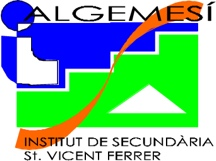 ALGEMESÍ
INSTITUT DE SECUNDÀRIA
St. VICENT FERRER